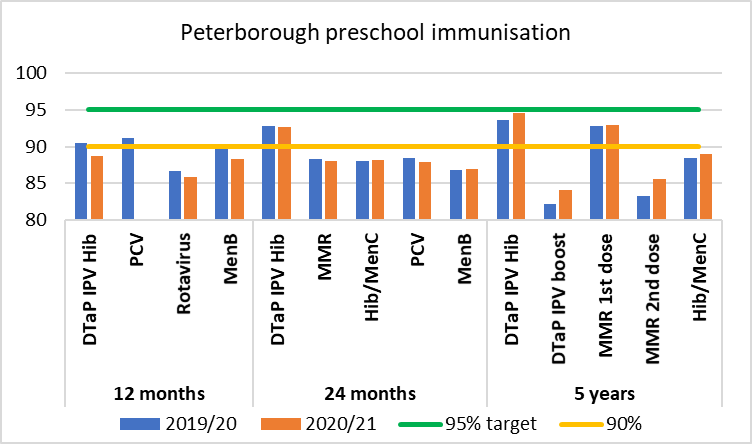 Peterborough preschool immunisation
100
95
90
85
80
DTaP IPV Hib
PCV
Rotavirus
MenB
DTaP IPV Hib
MMR
Hib/MenC
PCV
MenB
DTaP IPV Hib
DTaP IPV boost
MMR 1st dose
MMR 2nd dose
Hib/MenC
12 months
24 months
5 years
2019/20
2020/21
95% target
90%